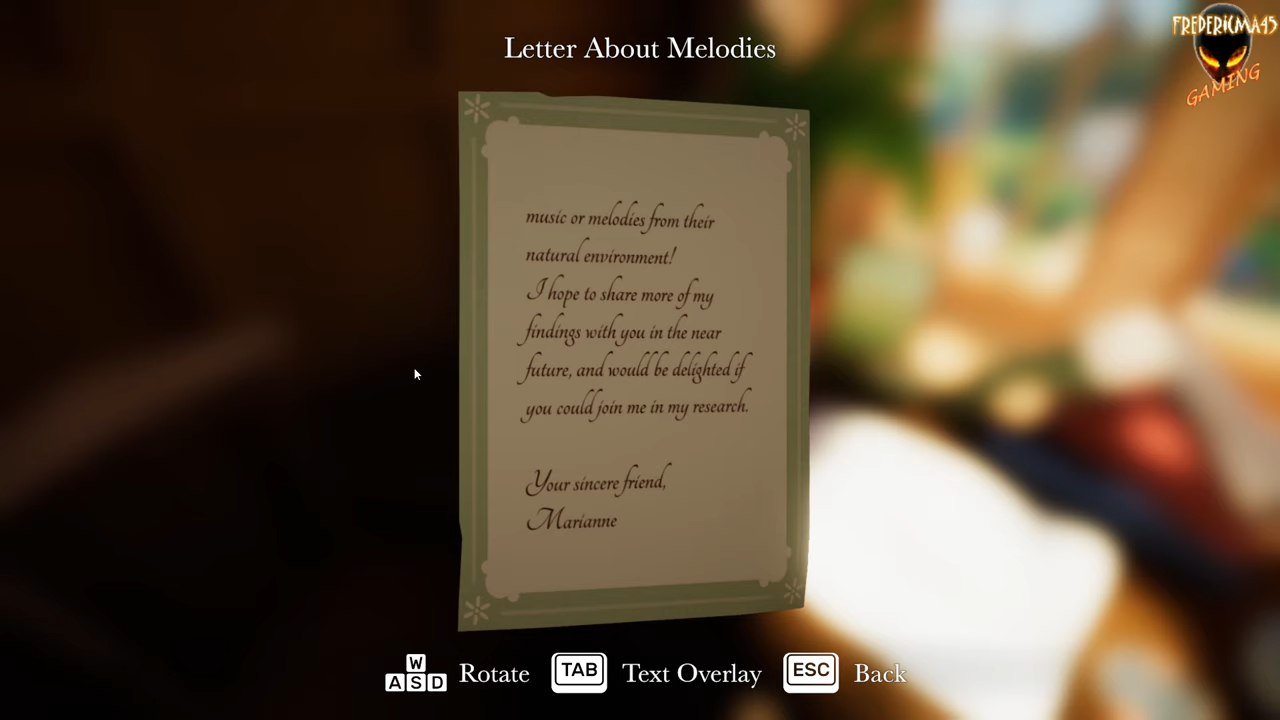 FREDERICMA45
GAMING
Letter About Melodies
music or melodies from their
natural environment!
I hope to share more of my
findings with you in the near
future, and would be delighted if
you could join me in my research.
Your sincere friend,
Marianne
W
A S D Rotate TAB Text Overlay ESC Back